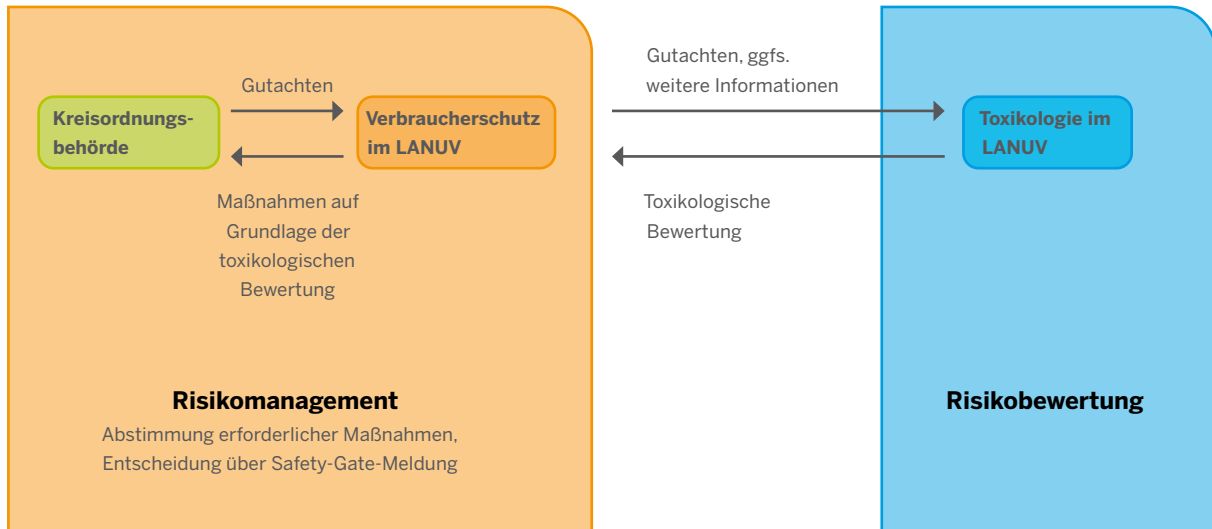 Gutachten
Kreisordnungs-
behörde
Verbraucherschutz
im LANUV
Maßnahmen auf
Grundlage der
toxikologischen
Bewertung
Gutachten, ggfs.
weitere Informationen
Toxikologische
Bewertung
Toxikologie im
LANUV
Risikomanagement
Abstimmung erforderlicher Maßnahmen,
Entscheidung über Safety-Gate-Meldung
Risikobewertung